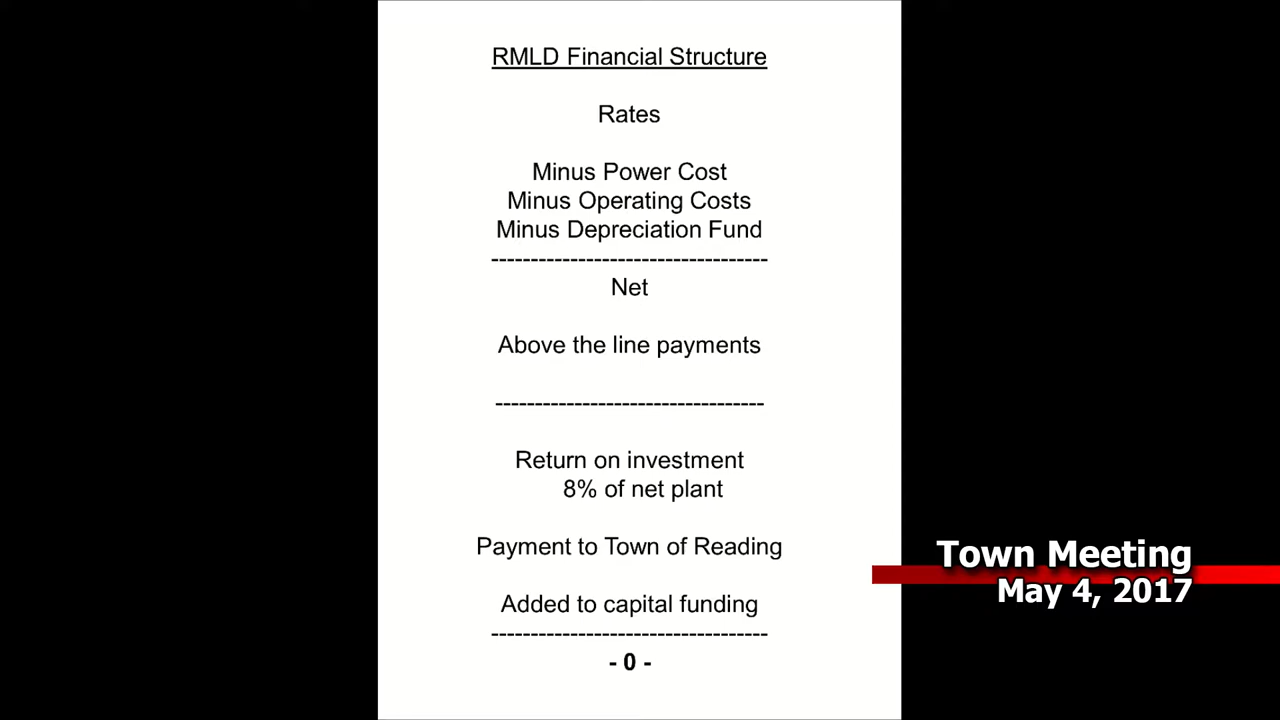 RMLD Financial Structure
Rates
Minus Power Cost
Minus Operating Costs
Minus Depreciation Fund
-----------------------------------
Net
Above the line payments
----------------------------------
Return on investment
8% of net plant
Payment to Town of Reading
Added to capital funding
-----------------------------------
- 0 -
Town Meeting
May 4, 2017